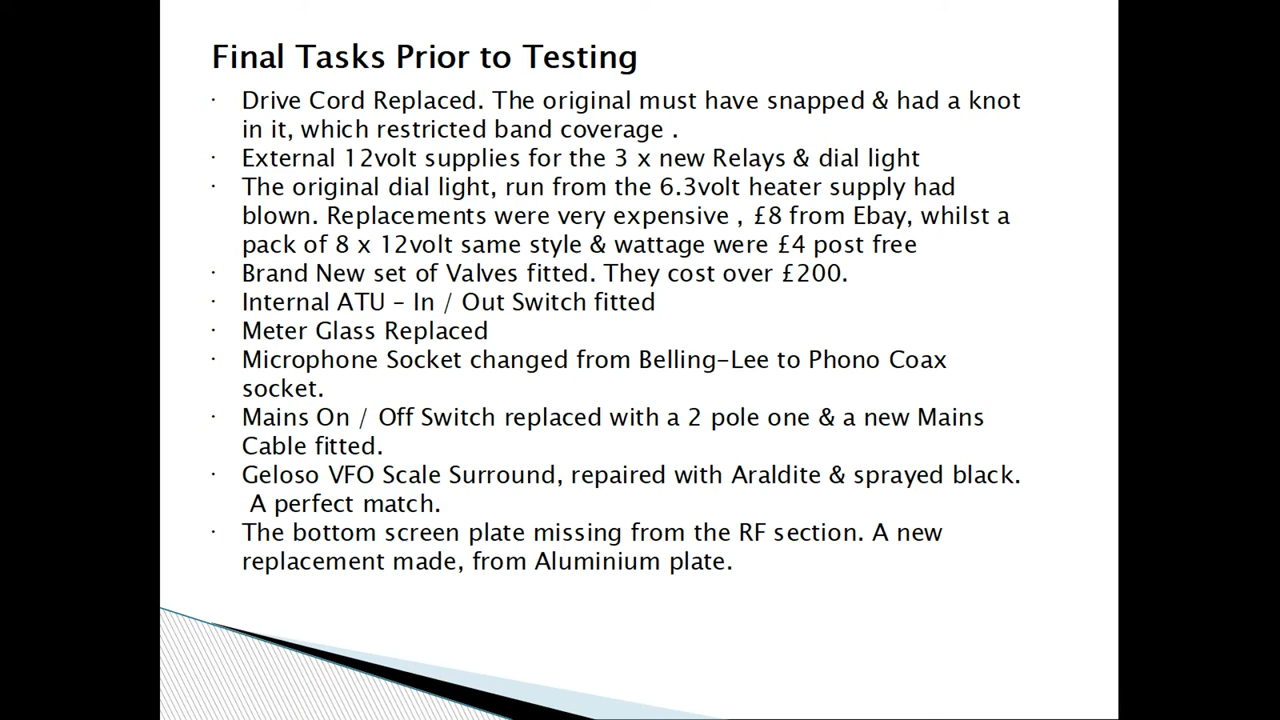 Final Tasks Prior to Testing
· Drive Cord Replaced. The original must have snapped & had a knot
in it, which restricted band coverage .
· External 12volt supplies for the 3 x new Relays & dial light
· The original dial light, run from the 6.3volt heater supply had
blown. Replacements were very expensive , £8 from Ebay, whilst a
pack of 8 x 12volt same style & wattage were £4 post free
· Brand New set of Valves fitted. They cost over £200.
· Internal ATU – In / Out Switch fitted
· Meter Glass Replaced
· Microphone Socket changed from Belling-Lee to Phono Coax
socket.
· Mains On / Off Switch replaced with a 2 pole one & a new Mains
Cable fitted.
· Geloso VFO Scale Surround, repaired with Araldite & sprayed black.
A perfect match.
· The bottom screen plate missing from the RF section. A new
replacement made, from Aluminium plate.